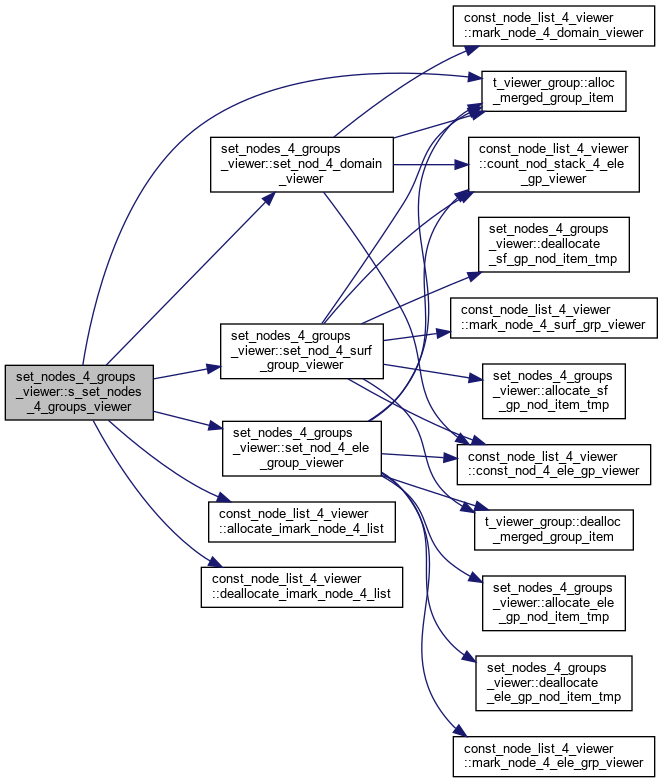 const_node_list_4_viewer
::mark_node_4_domain_viewer
t_viewer_group::alloc
_merged_group_item
set_nodes_4_groups
_viewer::set_nod_4_domain
_viewer
const_node_list_4_viewer
::count_nod_stack_4_ele
_gp_viewer
set_nodes_4_groups
_viewer::deallocate
_sf_gp_nod_item_tmp
const_node_list_4_viewer
::mark_node_4_surf_grp_viewer
set_nodes_4_groups
_viewer::set_nod_4_surf
_group_viewer
set_nodes_4_groups
_viewer::s_set_nodes
_4_groups_viewer
set_nodes_4_groups
_viewer::allocate_sf
_gp_nod_item_tmp
set_nodes_4_groups
_viewer::set_nod_4_ele
_group_viewer
const_node_list_4_viewer
::const_nod_4_ele_gp_viewer
const_node_list_4_viewer
::allocate_imark_node_4_list
t_viewer_group::dealloc
_merged_group_item
const_node_list_4_viewer
::deallocate_imark_node_4_list
set_nodes_4_groups
_viewer::allocate_ele
_gp_nod_item_tmp
set_nodes_4_groups
_viewer::deallocate
_ele_gp_nod_item_tmp
const_node_list_4_viewer
::mark_node_4_ele_grp_viewer